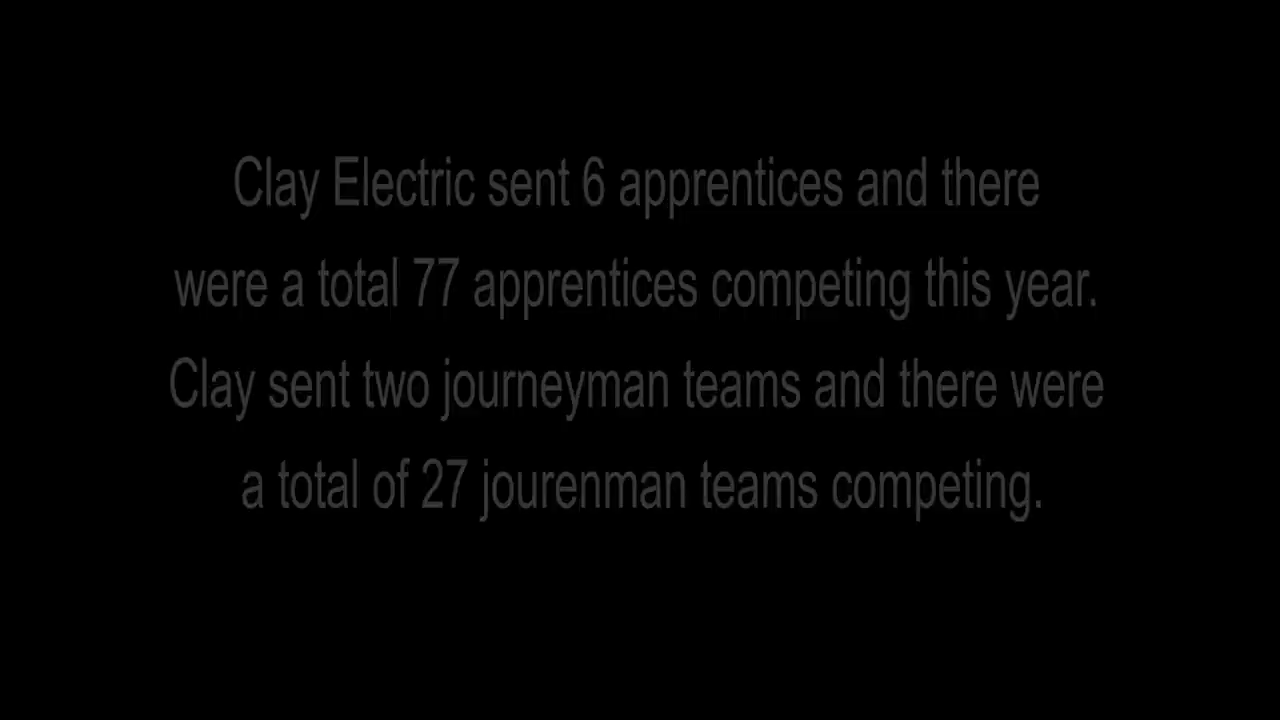 Clay Electric sent 6 apprentices and there
were a total 77 apprentices competing this year.
Clay sent two journeyman teams and there were
a total of 27 jourenman teams competing.